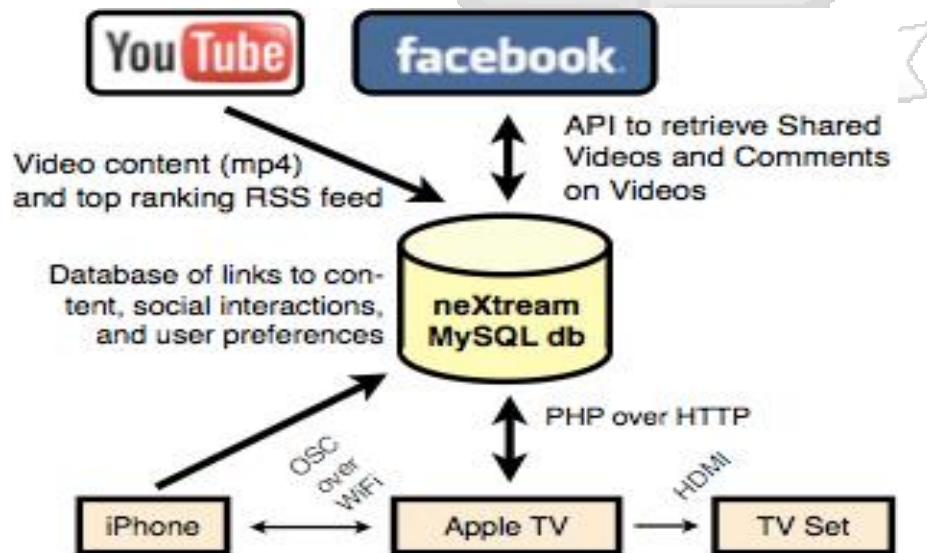 YouTube
facebook
Video content (mp4)
and top ranking RSS feed
API to retrieve Shared
Videos and Comments
on Videos
Database of links to con-
tent, social interactions,
and user preferences
neXtream
MySQL db
PHP over HTTP
OSC
over
WiFi
HDMI
iPhone
Apple TV
TV Set